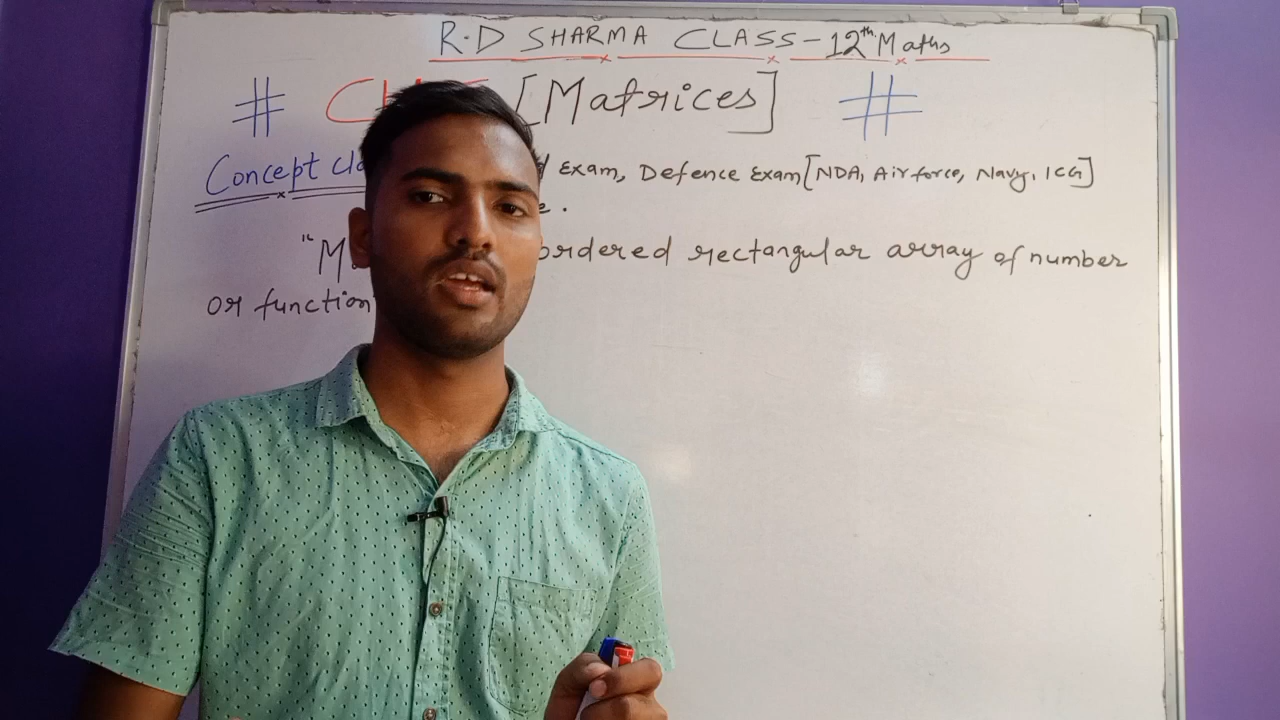 R.D SHARMA CLASS - 12th Maths
# [Matrices] #
Concept Exam, Defence Exam [NDA, Airforce, Navy, ICG]
ordered rectangular array of number
or function